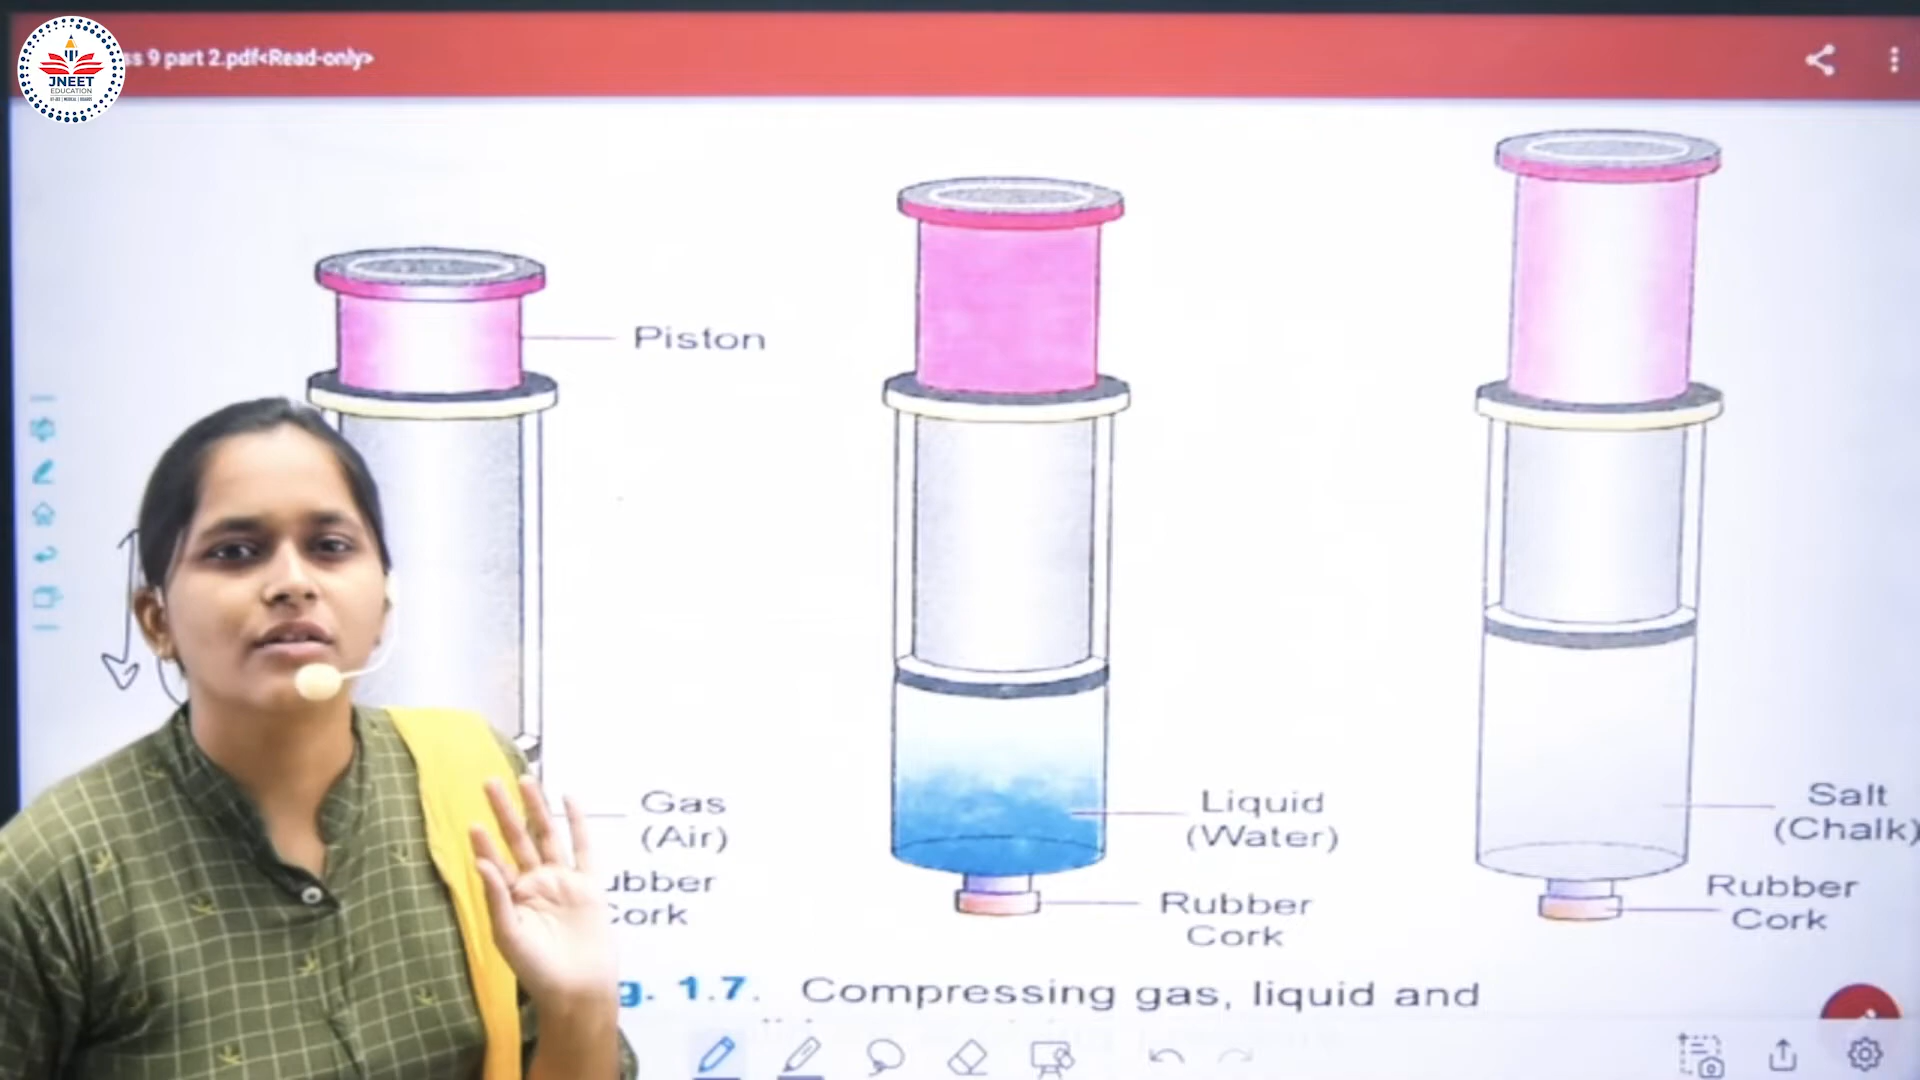 JNEET
EDUCATION
ss 9 part 2.pdf<Read-only>
Piston
Gas
(Air)
ubber
Cork
Liquid
(Water)
Rubber
Cork
Salt
(Chalk)
Rubber
Cork
g. 1.7. Compressing gas, liquid and